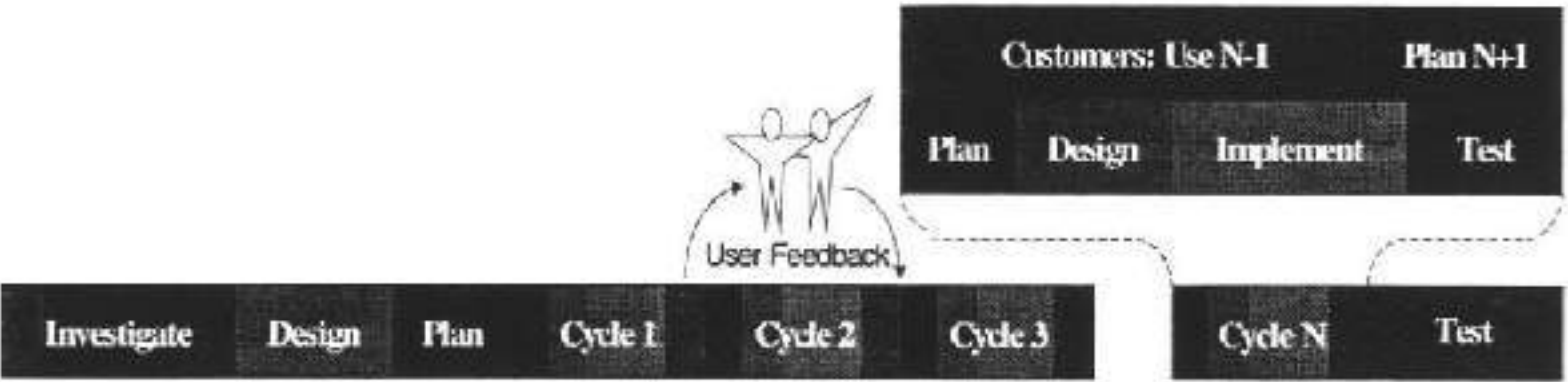 Customers: Use N-1 Plan N+1
Plan Design Implement Test
User Feedback
Investigate Design Plan Cycle 1 Cycle 2 Cycle 3 Cycle N Test